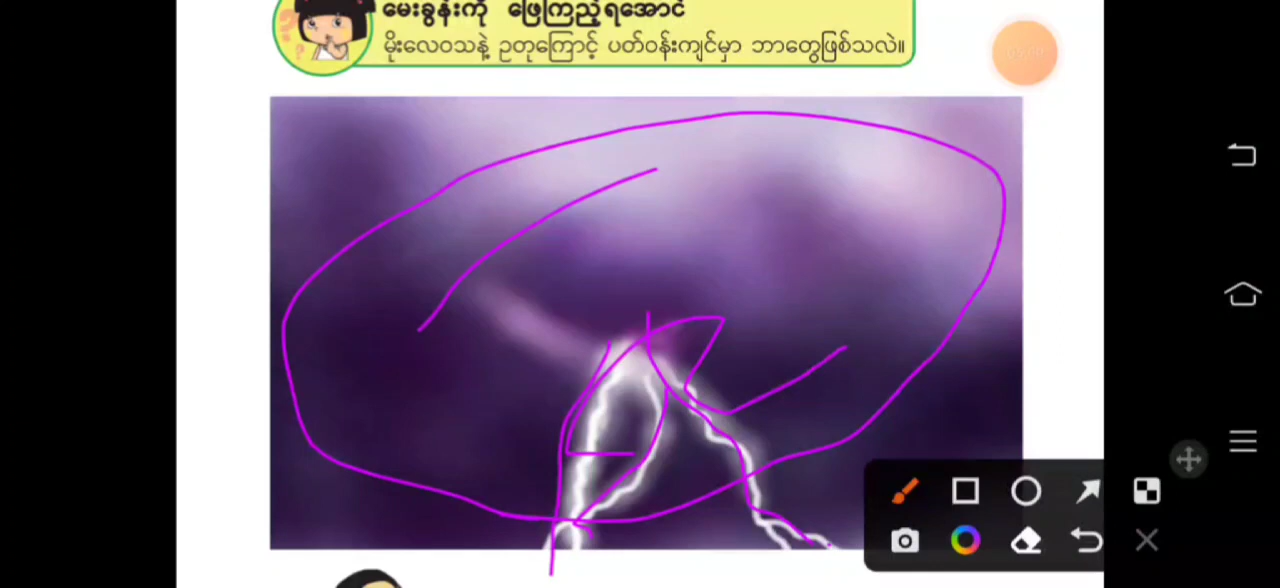 မေးခွန်းကို ဖြေကြည့်ရအောင်
မိုးလေဝသနဲ့ ဥတုကြောင့် ပတ်ဝန်းကျင်မှာ ဘာတွေဖြစ်သလဲ။